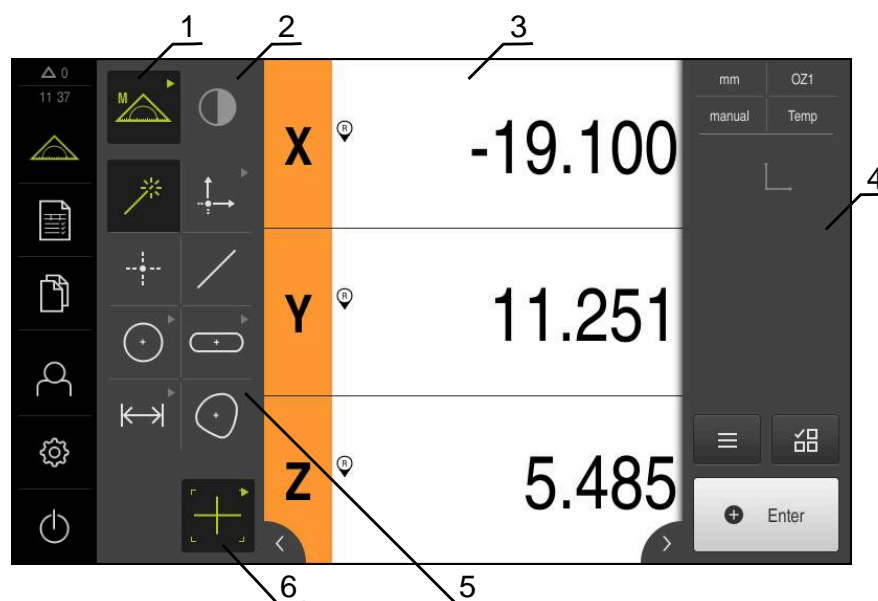 1 2 3
0
11 37
M
mm OZ1
manual Temp
X R -19.100
4
Y R 11.251
Z R 5.485
Enter
6 5